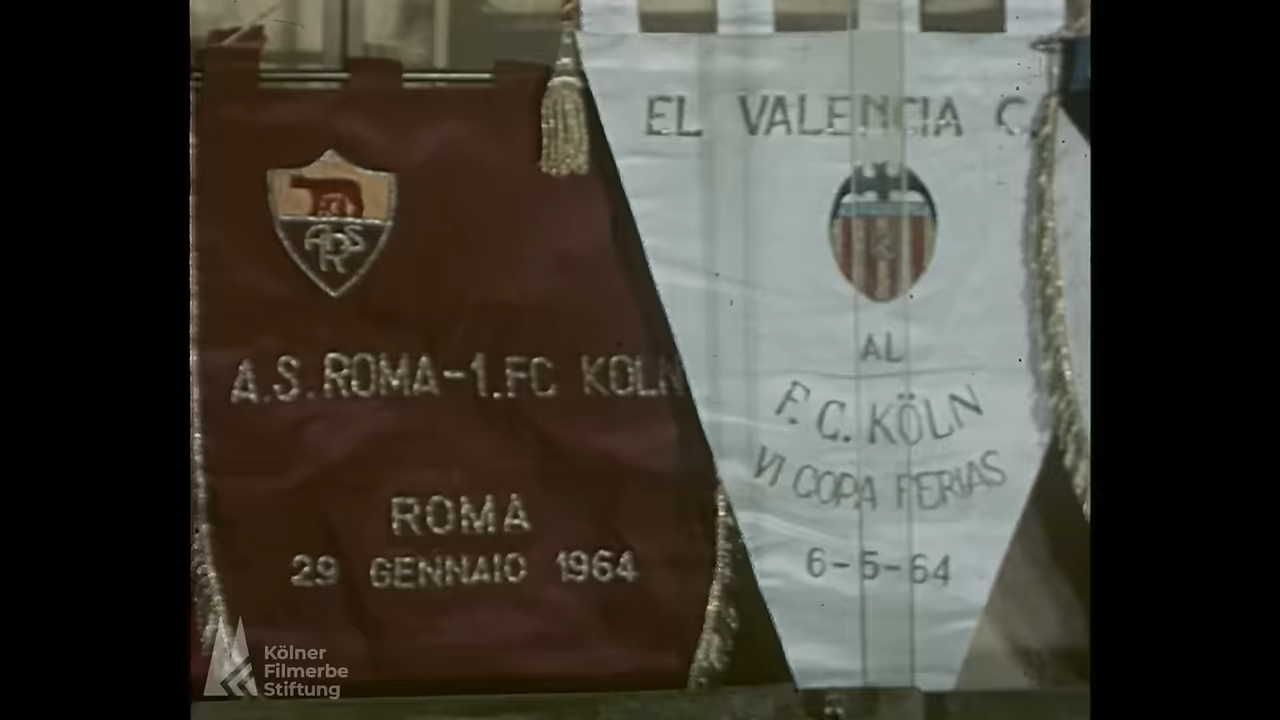 ASR
A.S. ROMA-1.FC KÖLN
ROMA
29 GENNAIO 1964
EL VALENCIA
AL
F. C. KÖLN
VI COPA FERIAS
6-5-64
Kölner
Filmerbe
Stiftung